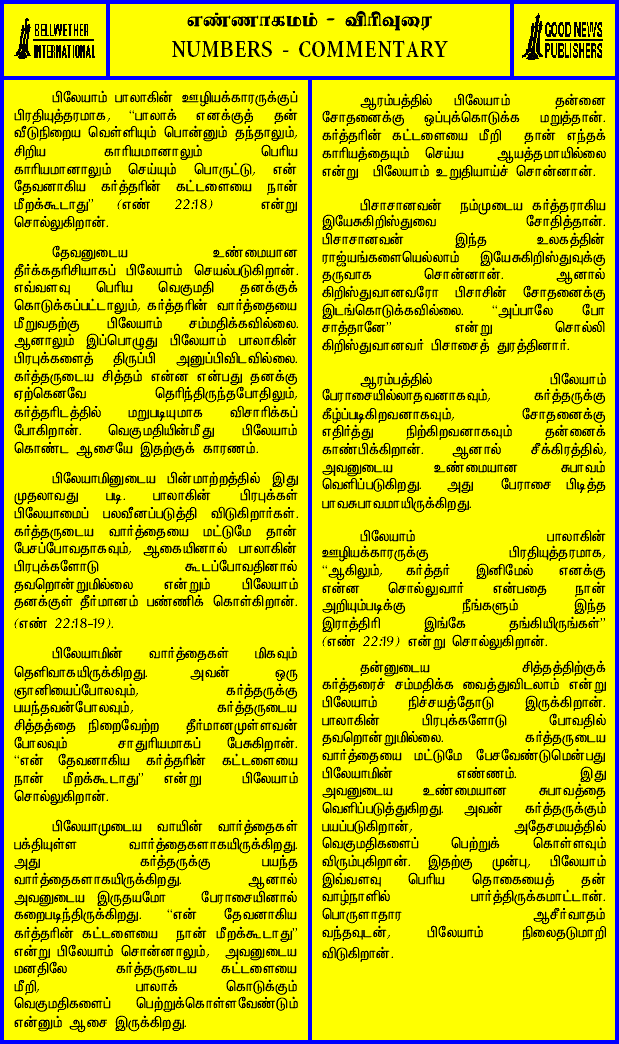 BELLWETHER
INTERNATIONAL
எண்ணாகமம் - விரிவுரை
NUMBERS - COMMENTARY
GOOD NEWS
PUBLISHERS
பிலேயாம் பாலாகின் ஊழியக்காரருக்குப்
பிரதியுத்தரமாக, “பாலாக் எனக்குத் தன்
வீடுநிறைய வெள்ளியும் பொன்னும் தந்தாலும்,
சிறிய காரியமானாலும் பெரிய
காரியமானாலும் செய்யும் பொருட்டு, என்
தேவனாகிய கர்த்தரின் கட்டளையை நான்
மீறக்கூடாது” (எண் 22:18) என்று
சொல்லுகிறான்.
தேவனுடைய உண்மையான
தீர்க்கதரிசியாகப் பிலேயாம் செயல்படுகிறான்.
எவ்வளவு பெரிய வெகுமதி தனக்குக்
கொடுக்கப்பட்டாலும், கர்த்தரின் வார்த்தையை
மீறுவதற்கு பிலேயாம் சம்மதிக்கவில்லை.
ஆனாலும் இப்பொழுது பிலேயாம் பாலாகின்
பிரபுக்களைத் திருப்பி அனுப்பிவிடவில்லை.
கர்த்தருடைய சித்தம் என்ன என்பது தனக்கு
ஏற்கெனவே தெரிந்திருந்தபோதிலும்,
கர்த்தரிடத்தில் மறுபடியுமாக விசாரிக்கப்
போகிறான். வெகுமதியின்மீது பிலேயாம்
கொண்ட ஆசையே இதற்குக் காரணம்.
பிலேயாமினுடைய பின்மாற்றத்தில் இது
முதலாவது படி. பாலாகின் பிரபுக்கள்
பிலேயாமைப் பலவீனப்படுத்தி விடுகிறார்கள்.
கர்த்தருடைய வார்த்தையை மட்டுமே தான்
பேசப்போவதாகவும், ஆகையினால் பாலாகின்
பிரபுக்களோடு கூடப்போவதினால்
தவறொன்றுமில்லை என்றும் பிலேயாம்
தனக்குள் தீர்மானம் பண்ணிக் கொள்கிறான்.
(எண் 22:18-19).
பிலேயாமின் வார்த்தைகள் மிகவும்
தெளிவாகயிருக்கிறது. அவன் ஒரு
ஞானியைப்போலவும், கர்த்தருக்கு
பயந்தவன்போலவும், கர்த்தருடைய
சித்தத்தை நிறைவேற்ற தீர்மானமுள்ளவன்
போலவும் சாதுரியமாகப் பேசுகிறான்.
“என் தேவனாகிய கர்த்தரின் கட்டளையை
நான் மீறக்கூடாது” என்று பிலேயாம்
சொல்லுகிறான்.
பிலேயாமுடைய வாயின் வார்த்தைகள்
பக்தியுள்ள வார்த்தைகளாகயிருக்கிறது.
அது கர்த்தருக்கு பயந்த
வார்த்தைகளாகயிருக்கிறது. ஆனால்
அவனுடைய இருதயமோ பேராசையினால்
கறைபடிந்திருக்கிறது. “என் தேவனாகிய
கர்த்தரின் கட்டளையை நான் மீறக்கூடாது”
என்று பிலேயாம் சொன்னாலும், அவனுடைய
மனதிலே கர்த்தருடைய கட்டளையை
மீறி, பாலாக் கொடுக்கும்
வெகுமதிகளைப் பெற்றுக்கொள்ளவேண்டும்
என்னும் ஆசை இருக்கிறது.
ஆரம்பத்தில் பிலேயாம் தன்னை
சோதனைக்கு ஒப்புக்கொடுக்க மறுத்தான்.
கர்த்தரின் கட்டளையை மீறி தான் எந்தக்
காரியத்தையும் செய்ய ஆயத்தமாயில்லை
என்று பிலேயாம் உறுதியாய்ச் சொன்னான்.
பிசாசானவன் நம்முடைய கர்த்தராகிய
இயேசுகிறிஸ்துவை சோதித்தான்.
பிசாசானவன் இந்த உலகத்தின்
ராஜ்யங்களையெல்லாம் இயேசுகிறிஸ்துவுக்கு
தருவாக சொன்னான். ஆனால்
கிறிஸ்துவானவரோ பிசாசின் சோதனைக்கு
இடங்கொடுக்கவில்லை. “அப்பாலே போ
சாத்தானே” என்று சொல்லி
கிறிஸ்துவானவர் பிசாசைத் துரத்தினார்.
ஆரம்பத்தில் பிலேயாம்
பேராசையில்லாதவனாகவும், கர்த்தருக்கு
கீழ்ப்படிகிறவனாகவும், சோதனைக்கு
எதிர்த்து நிற்கிறவனாகவும் தன்னைக்
காண்பிக்கிறான். ஆனால் சீக்கிரத்தில்,
அவனுடைய உண்மையான சுபாவம்
வெளிப்படுகிறது. அது பேராசை பிடித்த
பாவசுபாவமாயிருக்கிறது.
பிலேயாம் பாலாகின்
ஊழியக்காரருக்கு பிரதியுத்தரமாக,
“ஆகிலும், கர்த்தர் இனிமேல் எனக்கு
என்ன சொல்லுவார் என்பதை நான்
அறியும்படிக்கு நீங்களும் இந்த
இராத்திரி இங்கே தங்கியிருங்கள்”
(எண் 22:19) என்று சொல்லுகிறான்.
தன்னுடைய சித்தத்திற்குக்
கர்த்தரைச் சம்மதிக்க வைத்துவிடலாம் என்று
பிலேயாம் நிச்சயத்தோடு இருக்கிறான்.
பாலாகின் பிரபுக்களோடு போவதில்
தவறொன்றுமில்லை. கர்த்தருடைய
வார்த்தையை மட்டுமே பேசவேண்டுமென்பது
பிலேயாமின் எண்ணம். இது
அவனுடைய உண்மையான சுபாவத்தை
வெளிப்படுத்துகிறது. அவன் கர்த்தருக்கும்
பயப்படுகிறான், அதேசமயத்தில்
வெகுமதிகளைப் பெற்றுக் கொள்ளவும்
விரும்புகிறான். இதற்கு முன்பு, பிலேயாம்
இவ்வளவு பெரிய தொகையைத் தன்
வாழ்நாளில் பார்த்திருக்கமாட்டான்.
பொருளாதார ஆசீர்வாதம்
வந்தவுடன், பிலேயாம் நிலைதடுமாறி
விடுகிறான்.